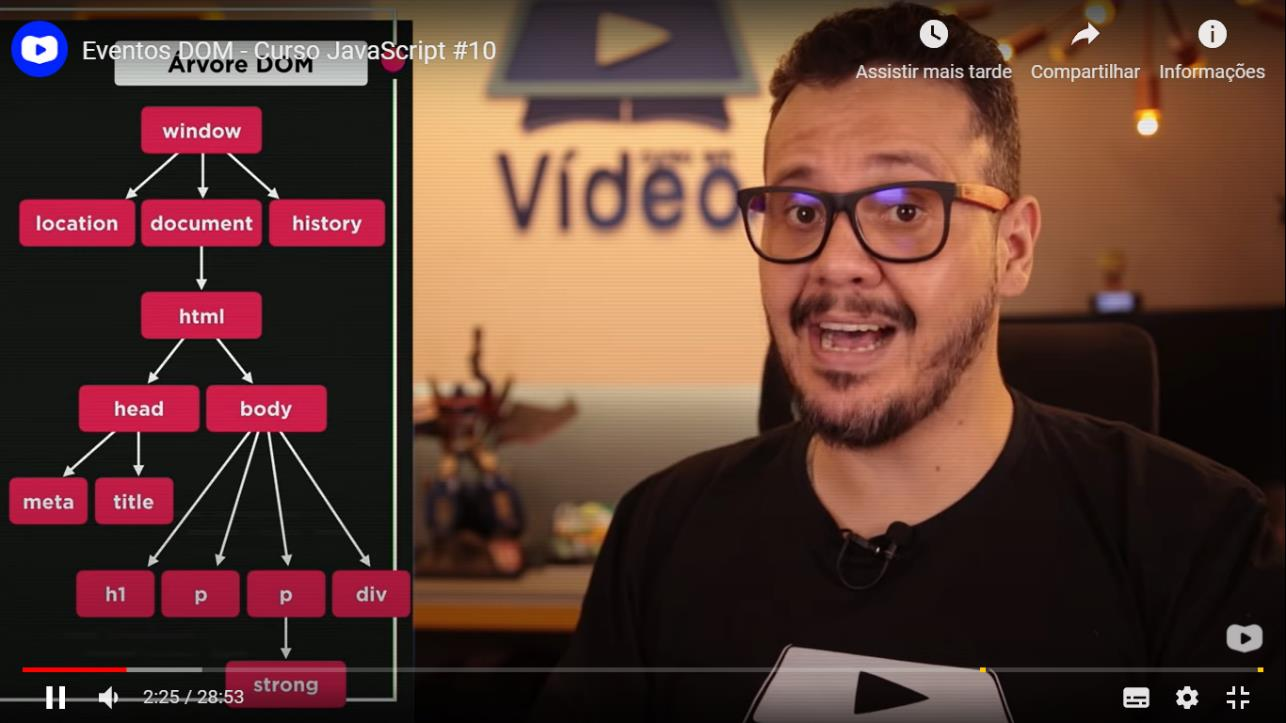 Eventos DOM - Curso JavaScript #10
Assistir mais tarde
Compartilhar
Informações
Árvore DOM
window
location
document
history
html
head
body
meta
title
h1
p
p
div
strong
Vídeo
2:25 / 28:53